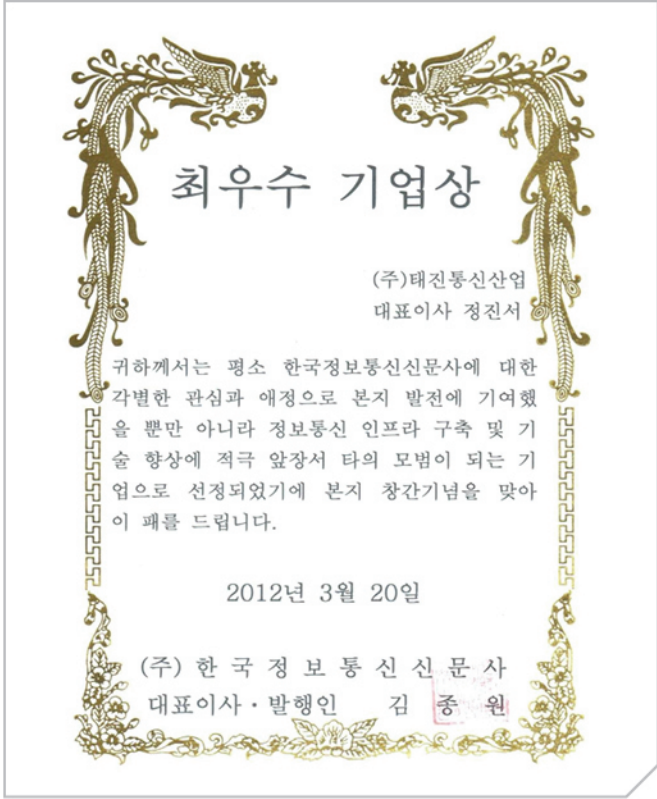 최우수 기업상
(주)태진통신산업
대표이사 정진서
귀하께서는 평소 한국정보통신신문사에 대한
각별한 관심과 애정으로 본지 발전에 기여했
을 뿐만 아니라 정보통신 인프라 구축 및 기
술 향상에 적극 앞장서 타의 모범이 되는 기
업으로 선정되었기에 본지 창간기념을 맞아
이 패를 드립니다.
2012년 3월 20일
(주) 한 국 정 보 통 신 신 문 사
대표이사 · 발행인 김 종 원